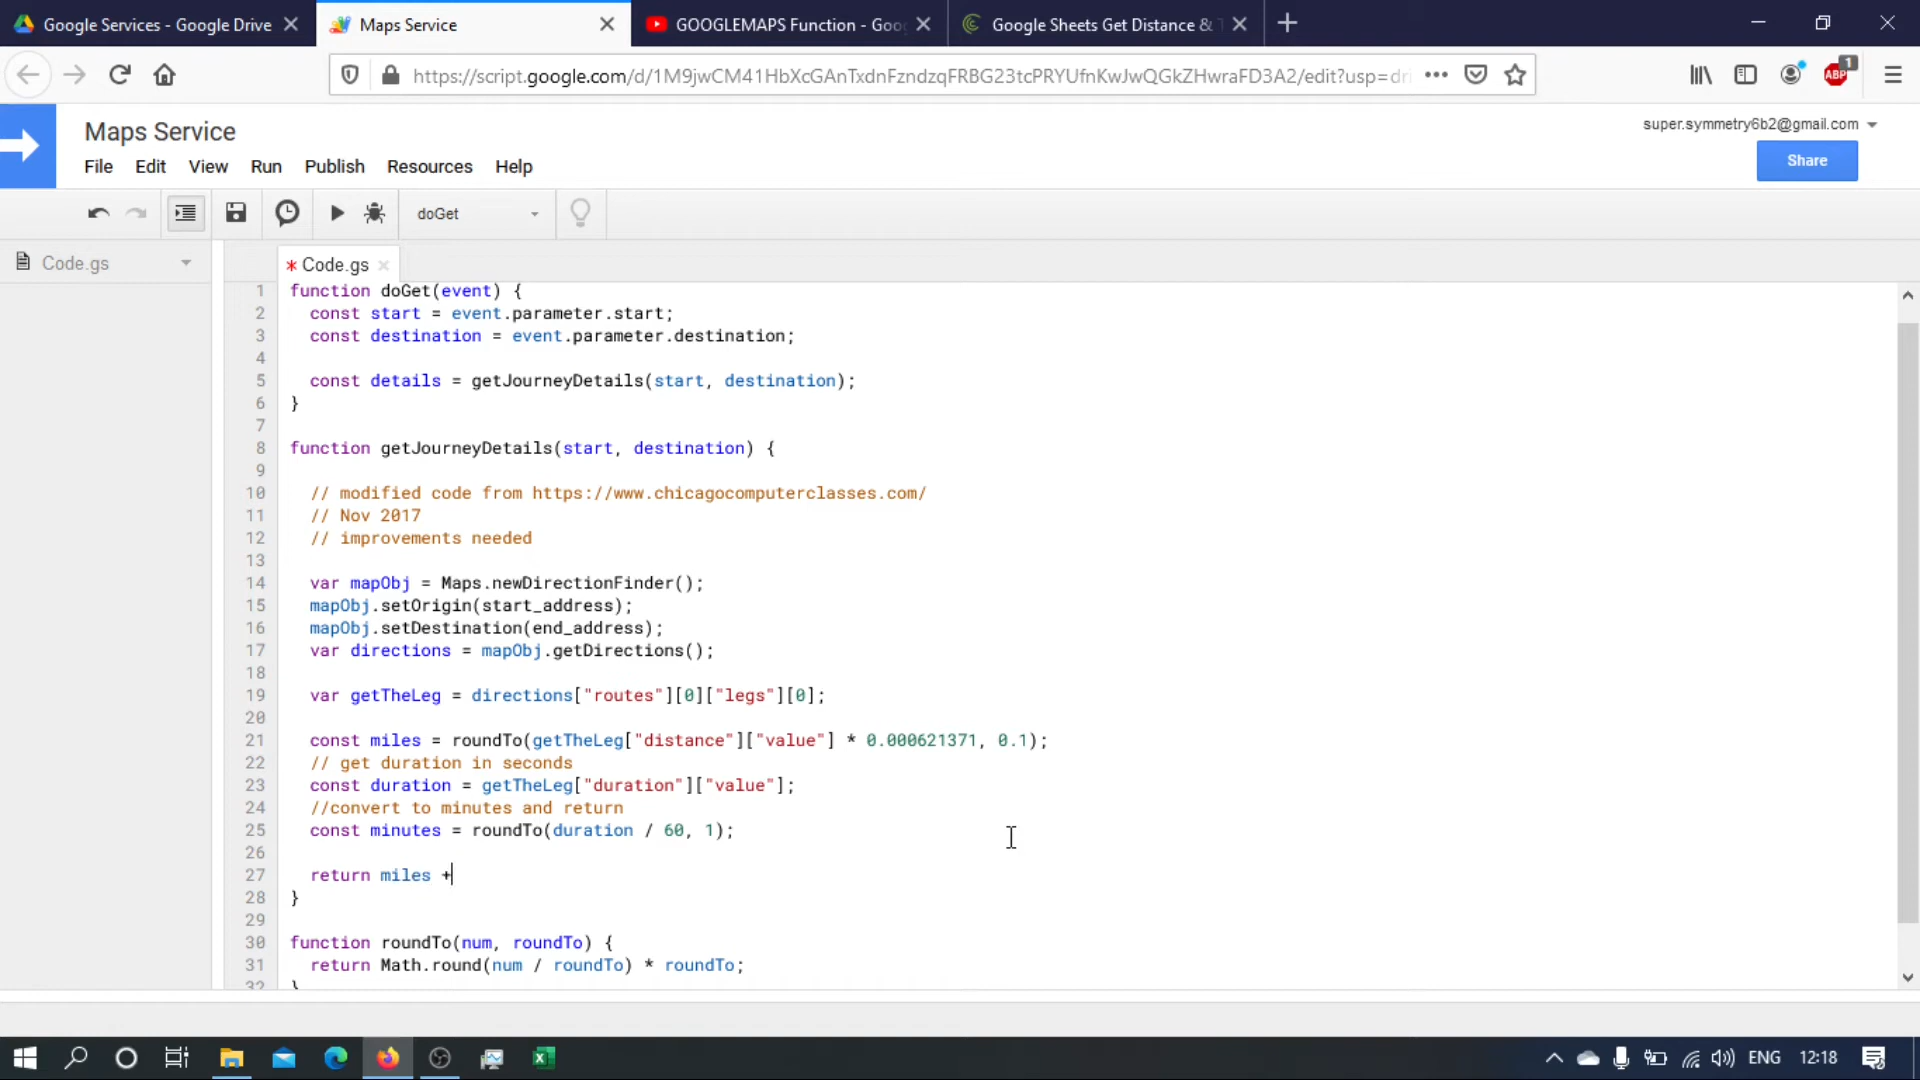 Google Services - Google Drive
Maps Service
GOOGLEMAPS Function - Goo
Google Sheets Get Distance & T
https://script.google.com/d/1M9jwCM41HbXcGAnTxdnFzndzqFRBG23tcPRYUfnKwJwQGkZHwraFD3A2/edit?usp=dri
ABP
1
Maps Service
super.symmetry6b2@gmail.com
File Edit View Run Publish Resources Help
Share
doGet
Code.gs
* Code.gs
1 function doGet(event) {
2 const start = event.parameter.start;
3 const destination = event.parameter.destination;
4
5 const details = getJourneyDetails(start, destination);
6 }
7
8 function getJourneyDetails(start, destination) {
9
10 // modified code from https://www.chicagocomputerclasses.com/
11 // Nov 2017
12 // improvements needed
13
14 var mapObj = Maps.newDirectionFinder();
15 mapObj.setOrigin(start_address);
16 mapObj.setDestination(end_address);
17 var directions = mapObj.getDirections();
18
19 var getTheLeg = directions["routes"][0]["legs"][0];
20
21 const miles = roundTo(getTheLeg["distance"]["value"] * 0.000621371, 0.1);
22 // get duration in seconds
23 const duration = getTheLeg["duration"]["value"];
24 //convert to minutes and return
25 const minutes = roundTo(duration / 60, 1);
26
27 return miles +
28 }
29
30 function roundTo(num, roundTo) {
31 return Math.round(num / roundTo) * roundTo;
32 }
ENG 12:18